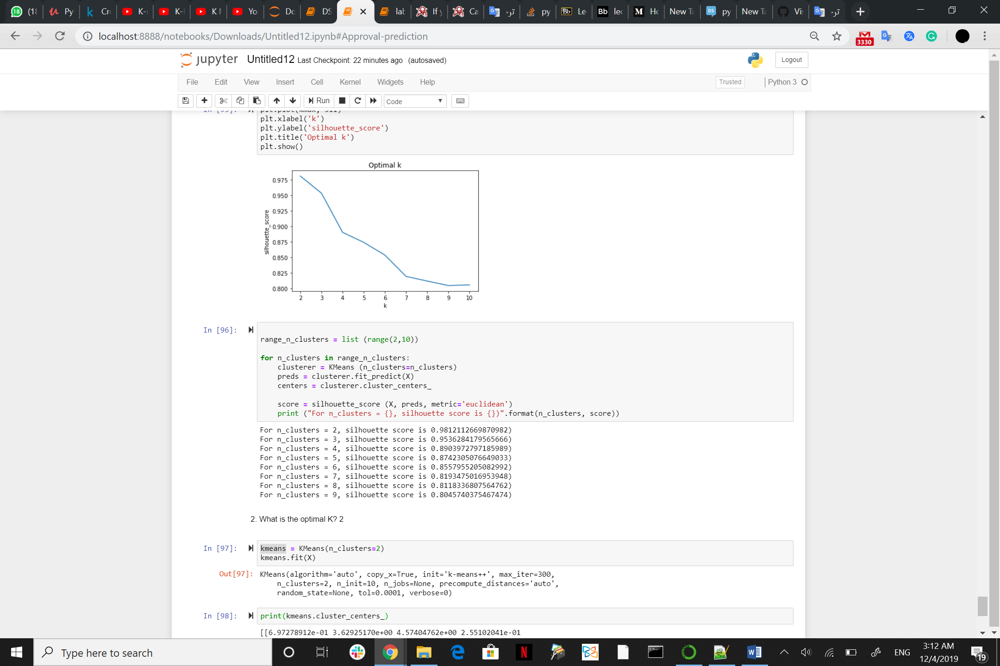 18 (18 Py Cr K- K-I K M Yo Do DS lab If y Ca ترد py Bb Le Bb lec M Ho New Ta DS py New Ta Vi ترد
localhost:8888/notebooks/Downloads/Untitled12.ipynb#Approval-prediction
3330
jupyter Untitled12 Last Checkpoint: 22 minutes ago (autosaved)
Logout
File Edit View Insert Cell Kernel Widgets Help
Trusted
Python 3
Run
Code
plt.xlabel('k')
plt.ylabel('silhouette_score')
plt.title('Optimal k')
plt.show()
Optimal k
silhouette_score
0.975
0.950
0.925
0.900
0.875
0.850
0.825
0.800
2 3 4 5 6 7 8 9 10
k
In [96]:
range_n_clusters = list (range(2,10))
for n_clusters in range_n_clusters:
clusterer = KMeans (n_clusters=n_clusters)
preds = clusterer.fit_predict(X)
centers = clusterer.cluster_centers_
score = silhouette_score (X, preds, metric='euclidean')
print ("For n_clusters = {}, silhouette score is {})".format(n_clusters, score))
For n_clusters = 2, silhouette score is 0.9812112669870982)
For n_clusters = 3, silhouette score is 0.9536284179565666)
For n_clusters = 4, silhouette score is 0.8903972797185989)
For n_clusters = 5, silhouette score is 0.8742305076649033)
For n_clusters = 6, silhouette score is 0.8557955205082992)
For n_clusters = 7, silhouette score is 0.8193475016953948)
For n_clusters = 8, silhouette score is 0.8118336807564762)
For n_clusters = 9, silhouette score is 0.8045740375467474)
2. What is the optimal K? 2
In [97]:
kmeans = KMeans(n_clusters=2)
kmeans.fit(X)
Out[97]:
KMeans(algorithm='auto', copy_x=True, init='k-means++', max_iter=300,
n_clusters=2, n_init=10, n_jobs=None, precompute_distances='auto',
random_state=None, tol=0.0001, verbose=0)
In [98]:
print(kmeans.cluster_centers_)
[[6.97278912e-01 3.62925170e+00 4.57404762e+00 2.55102041e-01
Type here to search
ENG
3:12 AM
12/4/2019
19